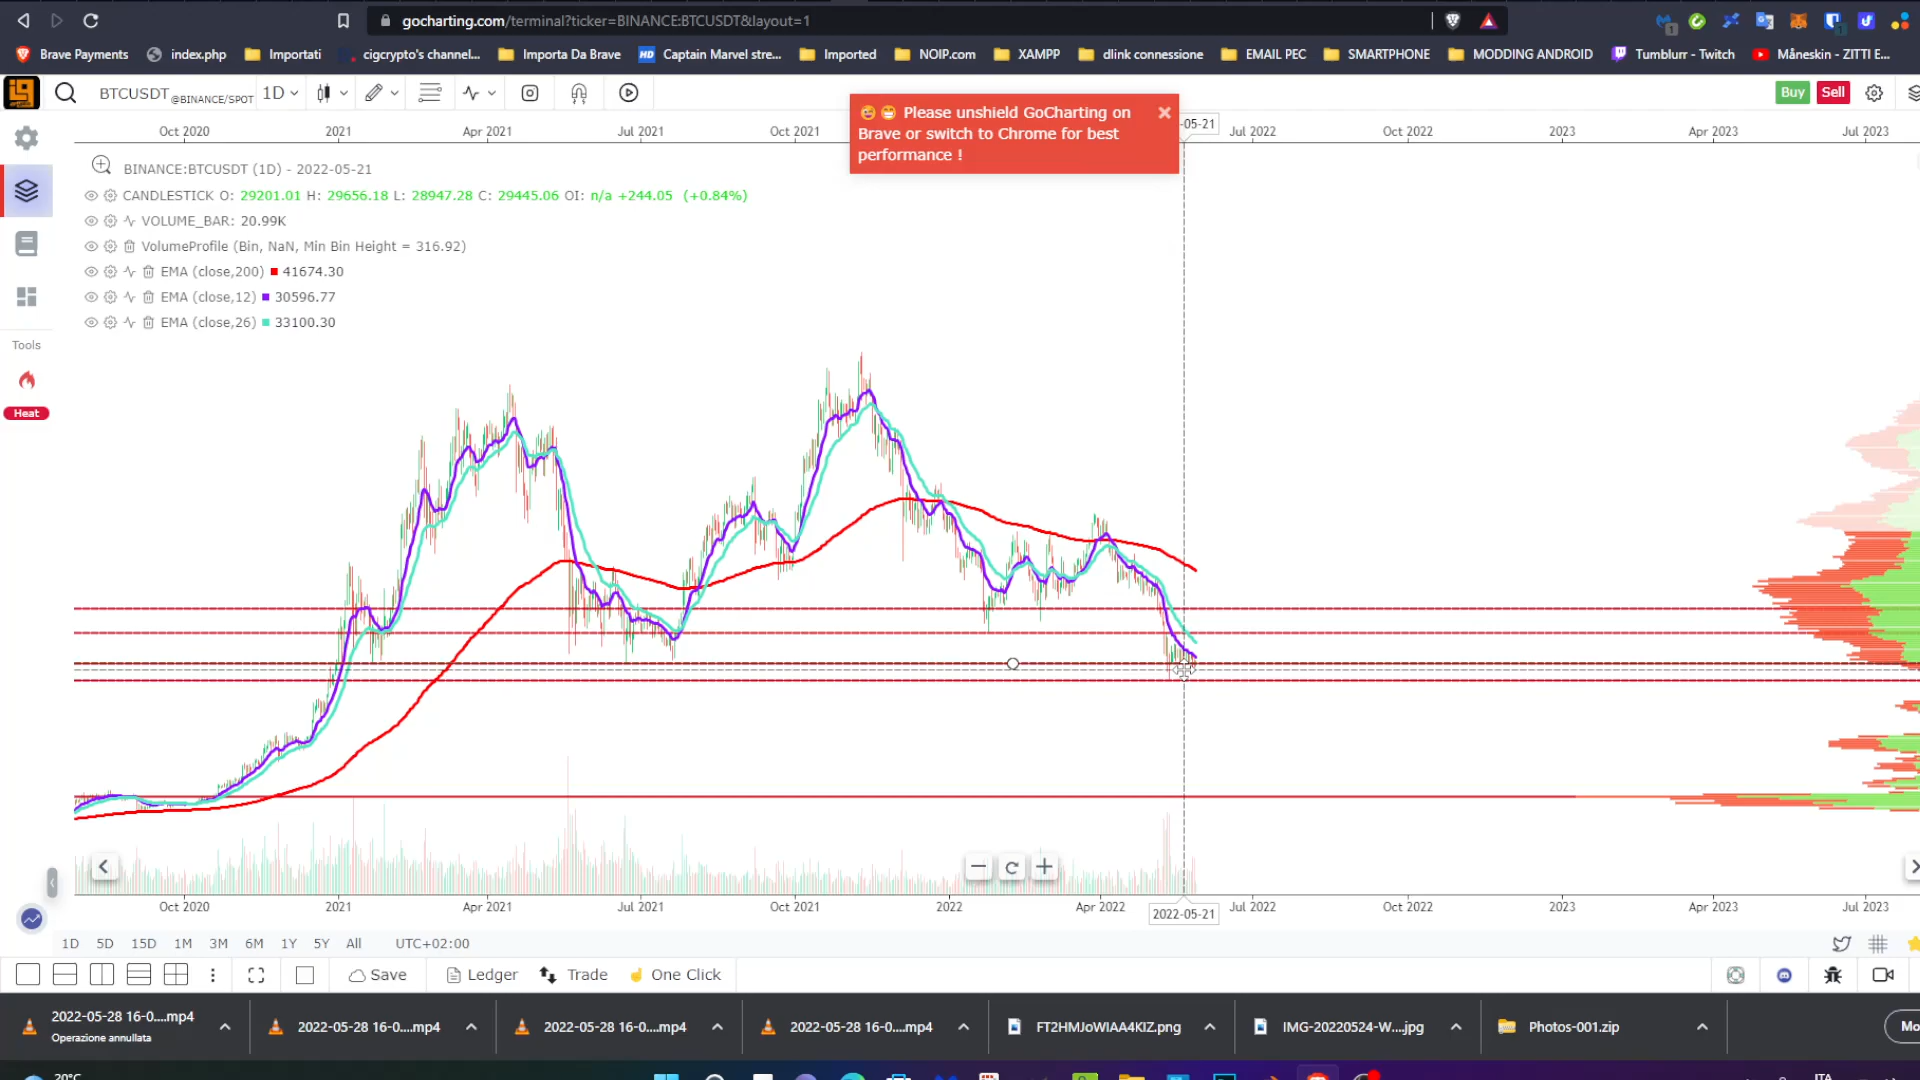 gocharting.com/terminal?ticker=BINANCE:BTCUSDT&layout=1
Brave Payments index.php Importati cigcrypto's channel... Importa Da Brave Captain Marvel stre... Imported NOIP.com XAMPP dlink connessione EMAIL PEC SMARTPHONE MODDING ANDROID Tumblurr - Twitch Måneskin - ZITTI E...
BTCUSDT @BINANCE/SPOT 1D Buy Sell
😅 😁 Please unshield GoCharting on
Brave or switch to Chrome for best
performance !
Oct 2020 2021 Apr 2021 Jul 2021 Oct 2021 -05-21 Jul 2022 Oct 2022 2023 Apr 2023 Jul 2023
BINANCE:BTCUSDT (1D) - 2022-05-21
CANDLESTICK O: 29201.01 H: 29656.18 L: 28947.28 C: 29445.06 OI: n/a +244.05 (+0.84%)
VOLUME_BAR: 20.99K
VolumeProfile (Bin, NaN, Min Bin Height = 316.92)
EMA (close,200) 41674.30
EMA (close,12) 30596.77
EMA (close,26) 33100.30
Tools
Heat
Oct 2020 2021 Apr 2021 Jul 2021 Oct 2021 2022 Apr 2022 2022-05-21 Jul 2022 Oct 2022 2023 Apr 2023 Jul 2023
1D 5D 15D 1M 3M 6M 1Y 5Y All UTC+02:00
Save Ledger Trade One Click
2022-05-28 16-0....mp4 2022-05-28 16-0....mp4 2022-05-28 16-0....mp4 2022-05-28 16-0....mp4 FT2HMJoWIAA4KIZ.png IMG-20220524-W....jpg Photos-001.zip Mo
Operazione annullata
20°C ITA